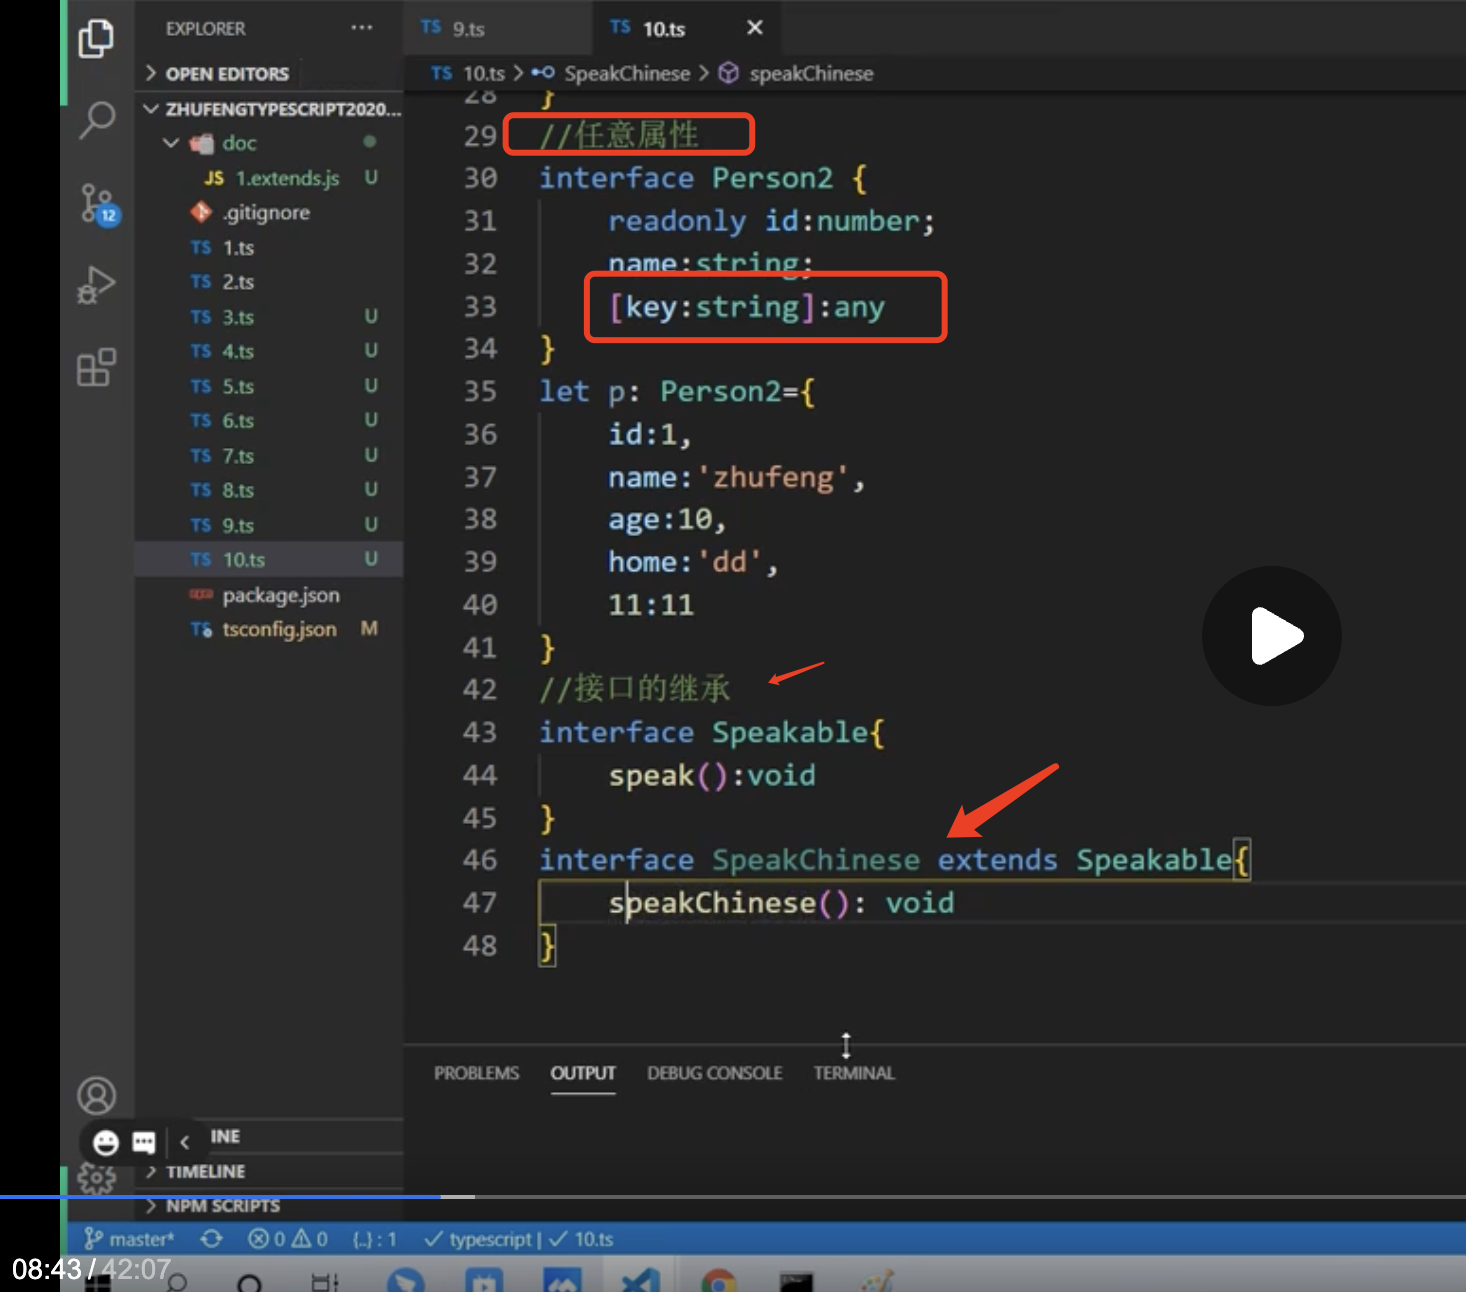 EXPLORER ...
OPEN EDITORS
ZHUFENGTYPESCRIPT2020...
doc
JS 1.extends.js U
.gitignore
TS 1.ts
TS 2.ts
TS 3.ts U
TS 4.ts U
TS 5.ts U
TS 6.ts U
TS 7.ts U
TS 8.ts U
TS 9.ts U
TS 10.ts U
package.json
TS tsconfig.json M
12
INE
TIMELINE
NPM SCRIPTS
TS 9.ts TS 10.ts ×
TS 10.ts > SpeakChinese > speakChinese
28 }
29 //任意属性
30 interface Person2 {
31 readonly id:number;
32 name:string;
33 [key:string]:any
34 }
35 let p: Person2={
36 id:1,
37 name:'zhufeng',
38 age:10,
39 home:'dd',
40 11:11
41 }
42 //接口的继承
43 interface Speakable{
44 speak():void
45 }
46 interface SpeakChinese extends Speakable{
47 speakChinese(): void
48 }
PROBLEMS OUTPUT DEBUG CONSOLE TERMINAL
master* 0 0 {..} : 1 ✓ typescript | ✓ 10.ts
08:43 / 42:07